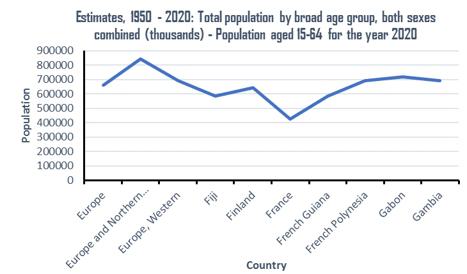 Estimates, 1950 - 2020: Total population by broad age group, both sexes
combined (thousands) - Population aged 15-64 for the year 2020
Population
900000
800000
700000
600000
500000
400000
300000
200000
100000
0
Europe
Europe and Northern...
Europe, Western
Fiji
Finland
France
French Guiana
French Polynesia
Gabon
Gambia
Country